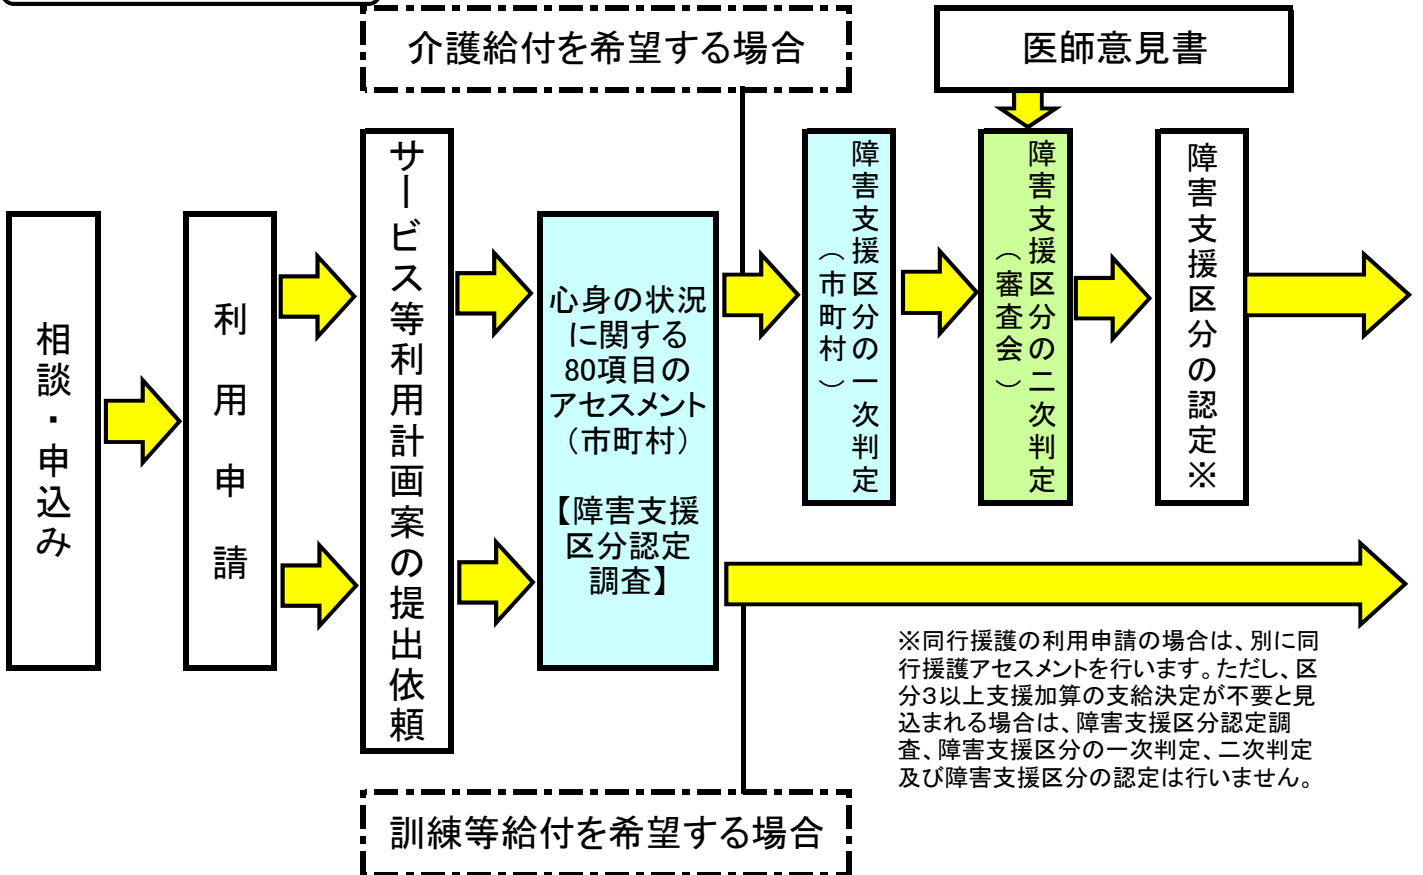 介護給付を希望する場合
医師意見書
相談・申込み
利用申請
サービス等利用計画案の提出依頼
心身の状況
に関する
80項目の
アセスメント
（市町村）
【障害支援
区分認定
調査】
障害支援区分の一次判定
（市町村）
障害支援区分の二次判定
（審査会）
障害支援区分の認定※
※同行援護の利用申請の場合は、別に同
行援護アセスメントを行います。ただし、区
分3以上支援加算の支給決定が不要と見
込まれる場合は、障害支援区分認定調
査、障害支援区分の一次判定、二次判定
及び障害支援区分の認定は行いません。
訓練等給付を希望する場合